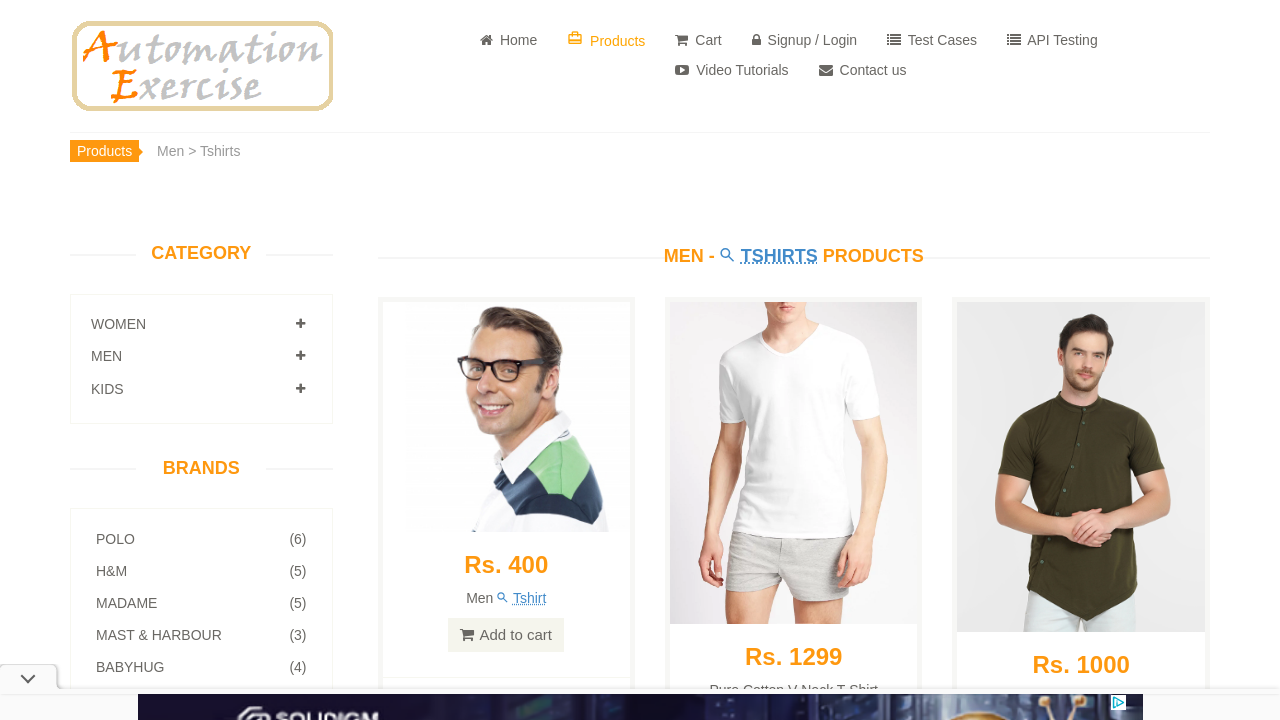 Automation
Exercise
Home
Products
Cart
Signup / Login
Test Cases
API Testing
Video Tutorials
Contact us
Products
Men > Tshirts
CATEGORY
WOMEN
MEN
KIDS
BRANDS
POLO (6)
H&M (5)
MADAME (5)
MAST & HARBOUR (3)
BABYHUG (4)
MEN - TSHIRTS PRODUCTS
Rs. 400
Men Tshirt
Add to cart
Rs. 1299
Pure Cotton V-Neck T-Shirt
Rs. 1000
SOLIDIGM